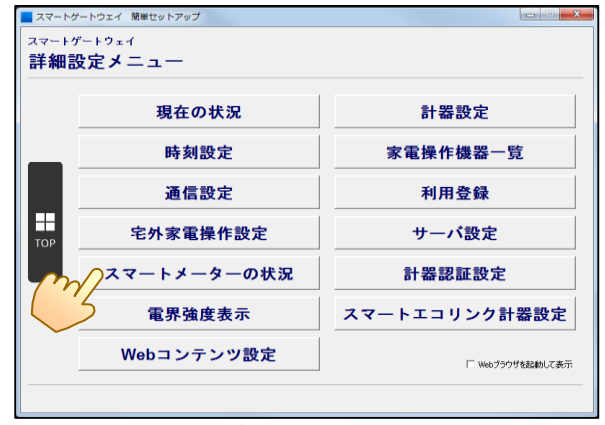 スマートゲートウェイ 簡単セットアップ
スマートゲートウェイ
詳細設定メニュー
現在の状況
計器設定
時刻設定
家電操作機器一覧
通信設定
利用登録
TOP
宅外家電操作設定
サーバ設定
スマートメーターの状況
計器認証設定
電界強度表示
スマートエコリンク計器設定
Webコンテンツ設定
Webブラウザを起動して表示